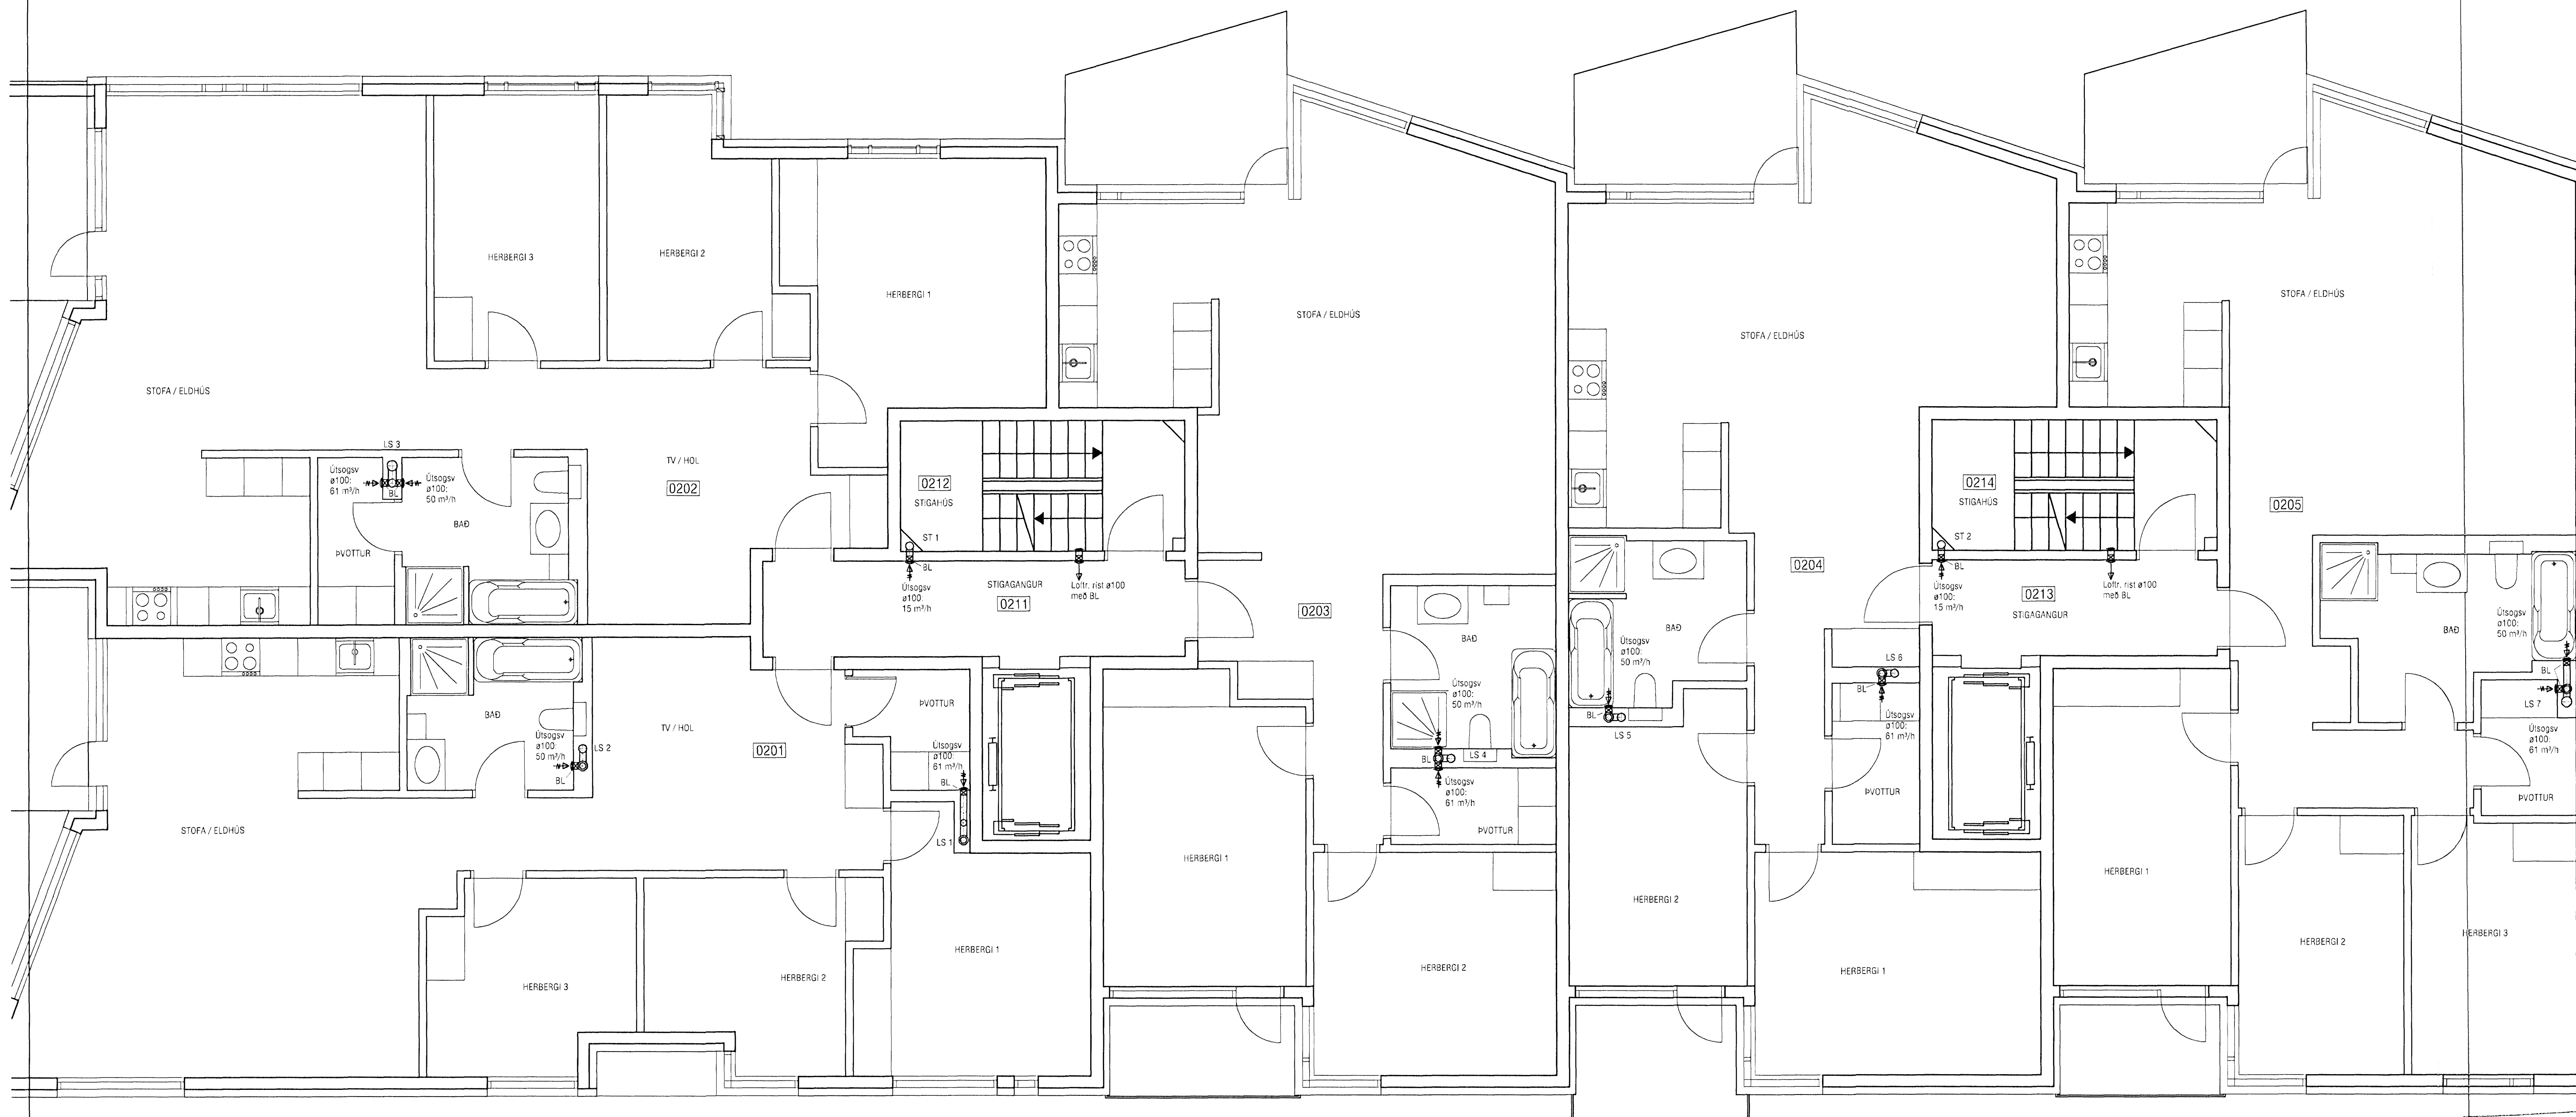 HERBERGI 3
HERBERGI 2
HERBERGI 1
STOFA / ELDHÚS
LS 3
Útsogsv
ø100:
61 m³/h
BL
Útsogsv
ø100:
50 m³/h
BAÐ
ÞVOTTUR
TV / HOL
0202
0212
STIGAHÚS
ST 1
BL
Útsogsv
ø100:
15 m³/h
STIGAGANGUR
0211
Loftr. rist ø100
með BL
STOFA / ELDHÚS
0203
BAÐ
Útsogsv
ø100:
50 m³/h
BL
LS 4
Útsogsv
ø100:
61 m³/h
ÞVOTTUR
HERBERGI 1
HERBERGI 2
BAÐ
Útsogsv
ø100:
50 m³/h
BL
LS 2
TV / HOL
0201
ÞVOTTUR
Útsogsv
ø100:
61 m³/h
BL
LS 1
STOFA / ELDHÚS
HERBERGI 3
HERBERGI 2
HERBERGI 1
STOFA / ELDHÚS
0204
BAÐ
Útsogsv
ø100:
50 m³/h
BL
LS 5
LS 6
BL
Útsogsv
ø100:
61 m³/h
ÞVOTTUR
HERBERGI 2
HERBERGI 1
0214
STIGAHÚS
ST 2
BL
Útsogsv
ø100:
15 m³/h
Loftr. rist ø100
með BL
0213
STIGAGANGUR
STOFA / ELDHÚS
0205
BAÐ
Útsogsv
ø100:
50 m³/h
BL
LS 7
Útsogsv
ø100:
61 m³/h
ÞVOTTUR
HERBERGI 1
HERBERGI 2
HERBERGI 3